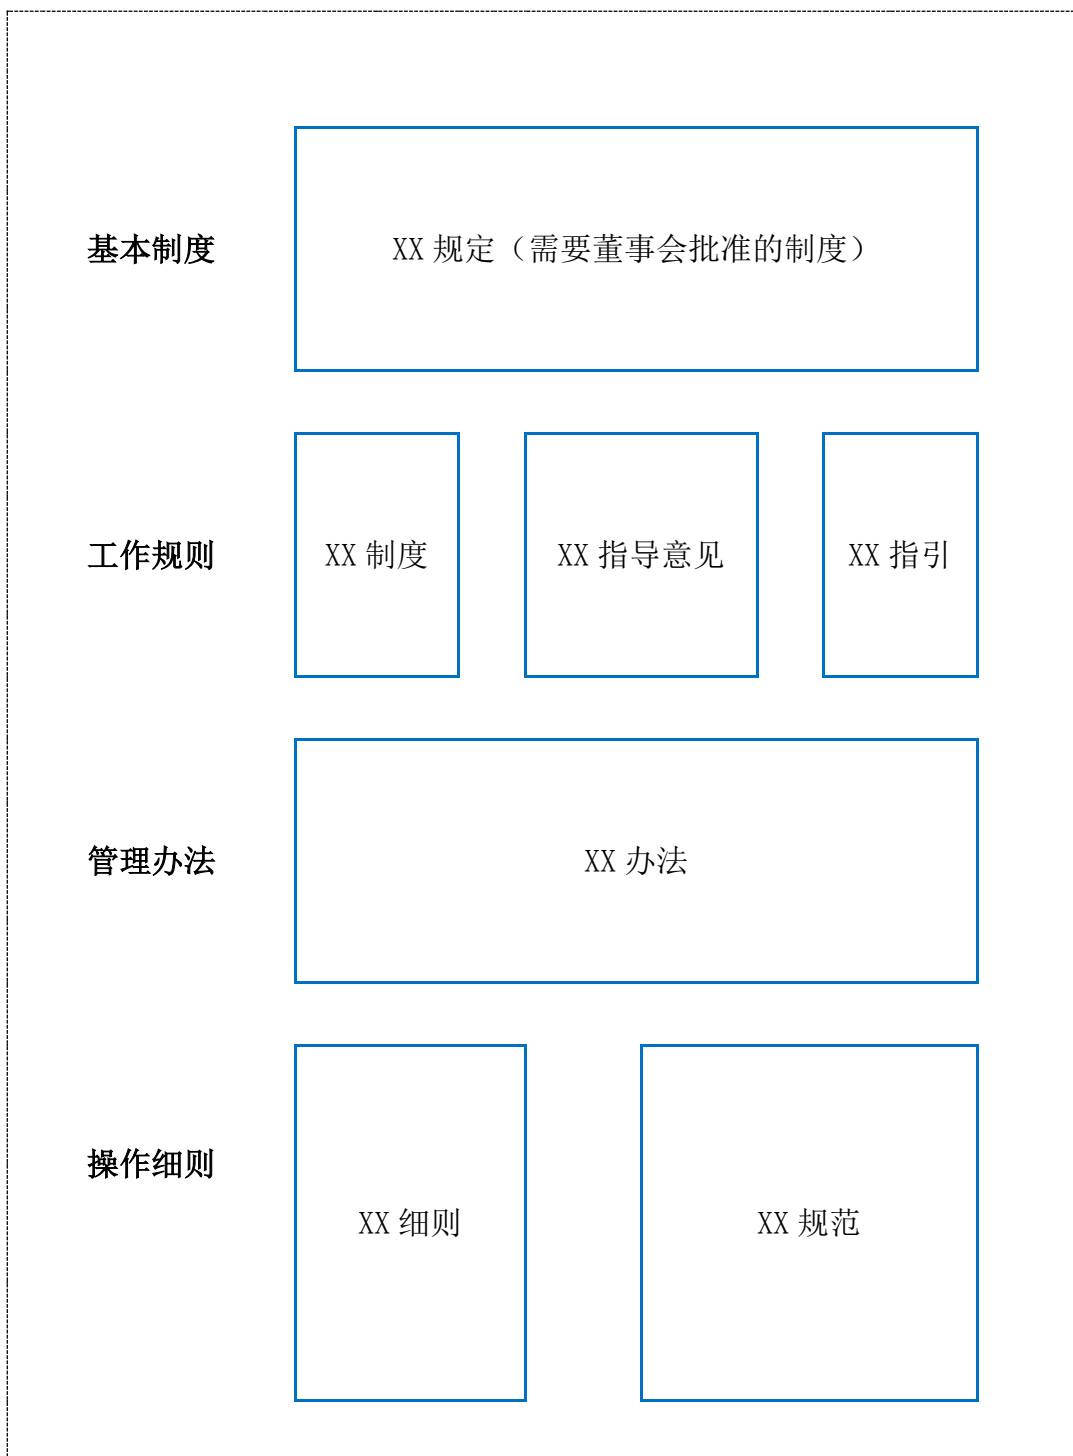 基本制度
XX 规定（需要董事会批准的制度）
工作规则
XX 制度
XX 指导意见
XX 指引
管理办法
XX 办法
操作细则
XX 细则
XX 规范